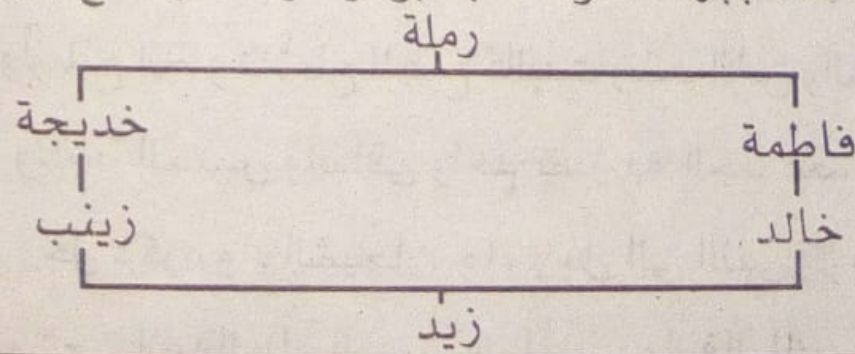 رملة
فاطمة خديجة
خالد زينب
زيد